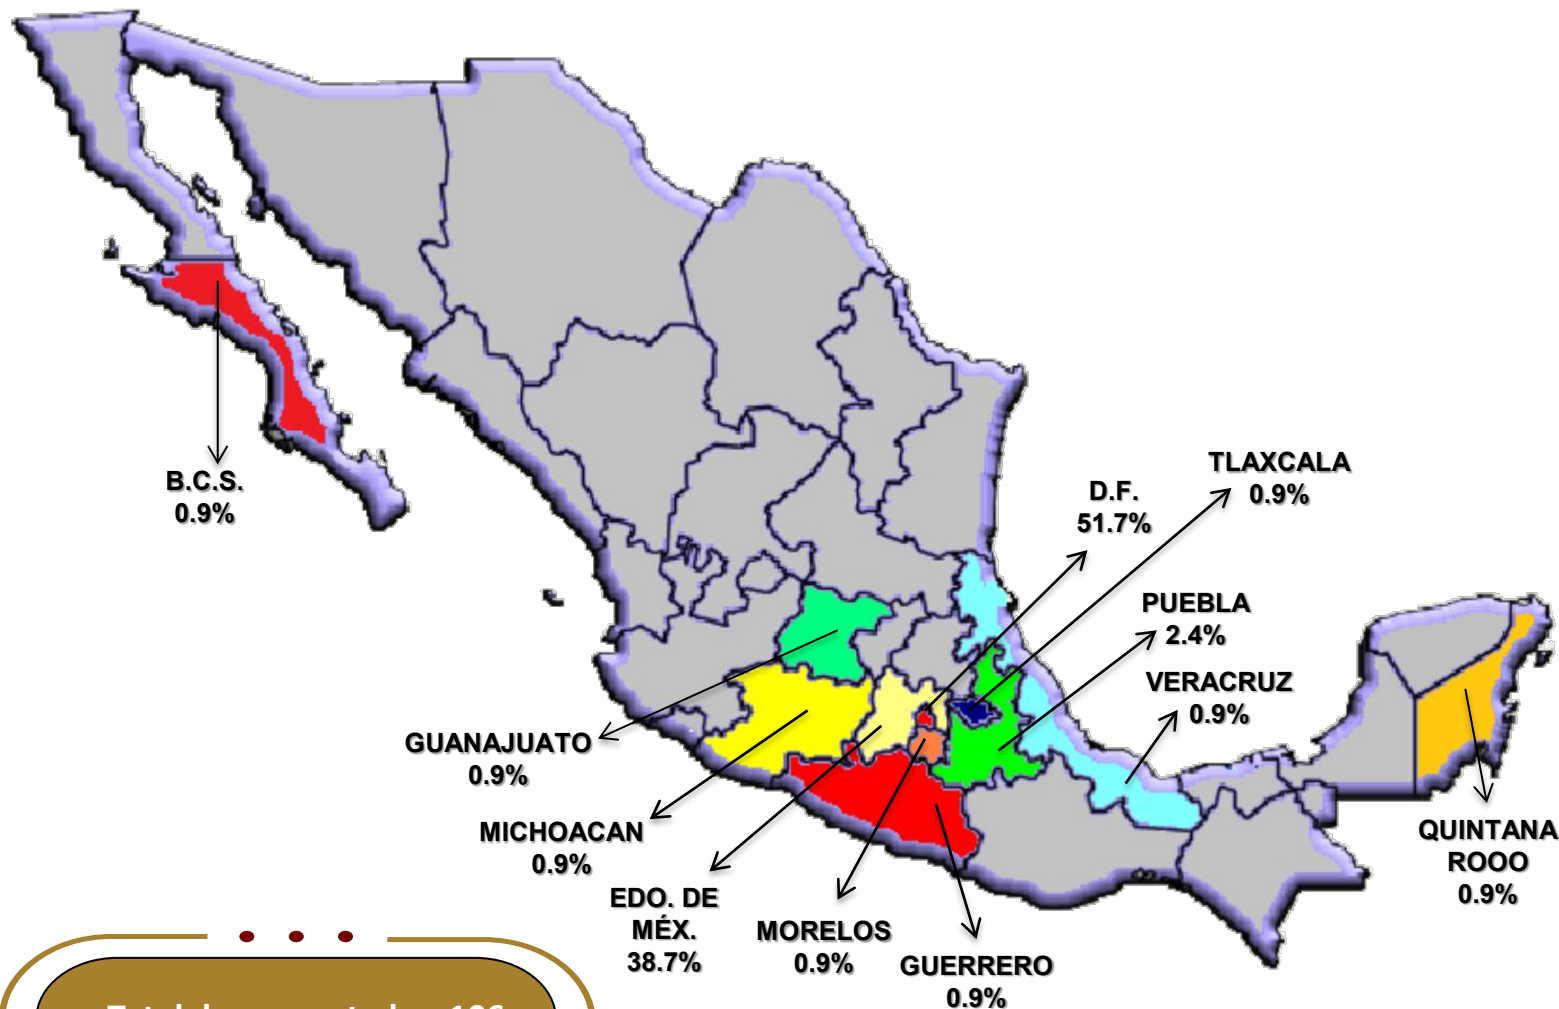 B.C.S.
0.9%
TLAXCALA
0.9%
D.F.
51.7%
PUEBLA
2.4%
VERACRUZ
0.9%
GUANAJUATO
0.9%
MICHOACAN
0.9%
EDO. DE
MÉX.
38.7%
MORELOS
0.9%
GUERRERO
0.9%
QUINTANA
ROOO
0.9%